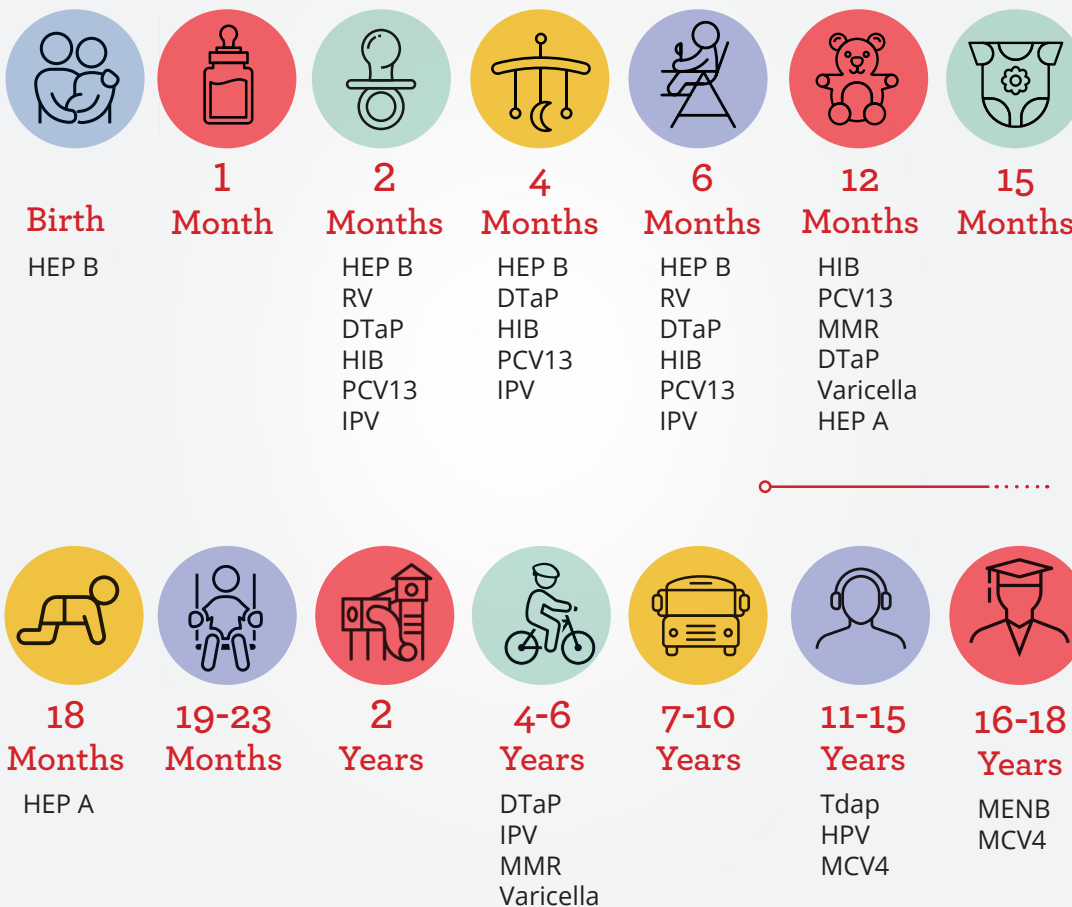 Birth
HEP B
1
Month
2
Months
HEP B
RV
DTaP
HIB
PCV13
IPV
4
Months
HEP B
DTaP
HIB
PCV13
IPV
6
Months
HEP B
RV
DTaP
HIB
PCV13
IPV
12
Months
HIB
PCV13
MMR
DTaP
Varicella
HEP A
15
Months
18
Months
HEP A
19-23
Months
2
Years
4-6
Years
DTaP
IPV
MMR
Varicella
7-10
Years
11-15
Years
Tdap
HPV
MCV4
16-18
Years
MENB
MCV4